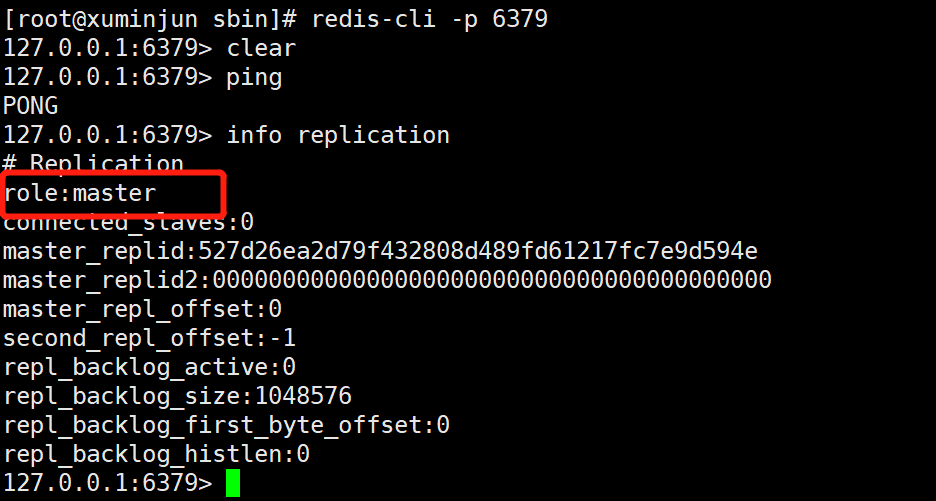 [root@xuminjun sbin]# redis-cli -p 6379
127.0.0.1:6379> clear
127.0.0.1:6379> ping
PONG
127.0.0.1:6379> info replication
# Replication
role:master
connected_slaves:0
master_replid:527d26ea2d79f432808d489fd61217fc7e9d594e
master_replid2:0000000000000000000000000000000000000000
master_repl_offset:0
second_repl_offset:-1
repl_backlog_active:0
repl_backlog_size:1048576
repl_backlog_first_byte_offset:0
repl_backlog_histlen:0
127.0.0.1:6379>